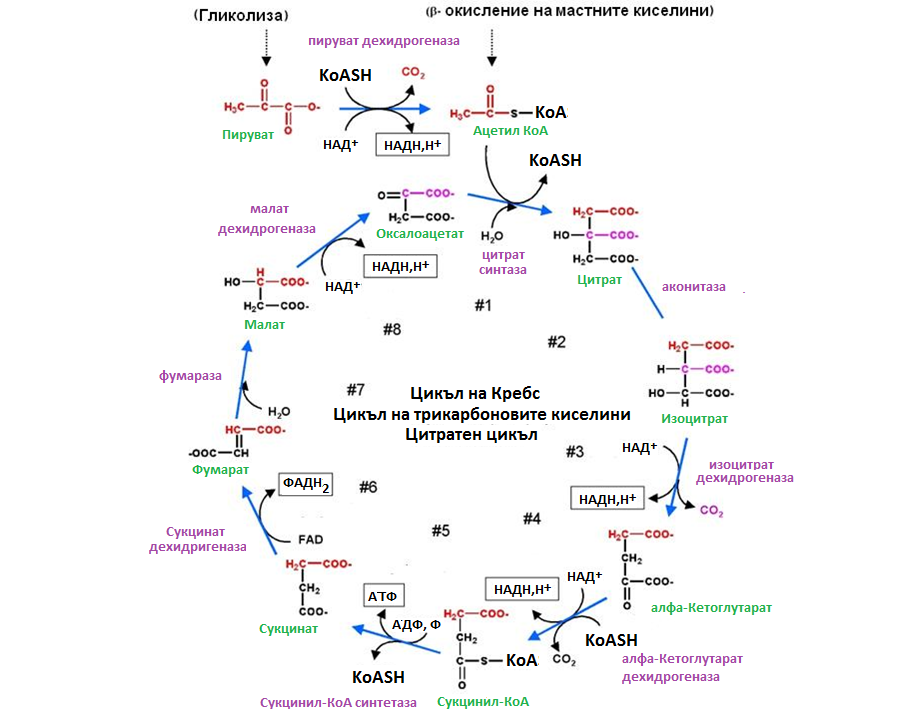 (Гликолиза)
(β- окисление на мастните киселини)
пируват дехидрогеназа
KoASH
CO2
O
H3C—C—C—O-
O
Пируват
НАД+
НАДН,Н+
O
H3C—C—S—КоА
Ацетил КоА
KoASH
O=C—COO-
H2C—COO-
Оксалоацетат
H2O
цитрат
синтаза
H2C—COO-
HO—C—COO-
H2C—COO-
Цитрат
малат
дехидрогеназа
НАДН,Н+
НАД+
H
HO—C—COO-
H2C—COO-
Малат
аконитаза
#1
#8
#2
H2C—COO-
H—C—COO-
HO—C—COO-
H
Изоцитрат
фумараза
#7
H2O
Цикъл на Кребс
Цикъл на трикарбоновите киселини
Цитратен цикъл
HC—COO-
-OOC—CH
Фумарат
#3
НАД+
изоцитрат
дехидрогеназа
НАДН,Н+
CO2
ФАДН2
#6
Сукцинат
дехидригеназа
FAD
#5
#4
H2C—COO-
CH2
COO-
Сукцинат
H2C—COO-
CH2
C—COO-
O
алфа-Кетоглутарат
НАДН,Н+
НАД+
KoASH
CO2
алфа-Кетоглутарат
дехидрогеназа
АТФ
АДФ, Ф
KoASH
Сукцинил-КоА синтетаза
H2C—COO-
CH2
C—S—КоА
O
Сукцинил-КоА